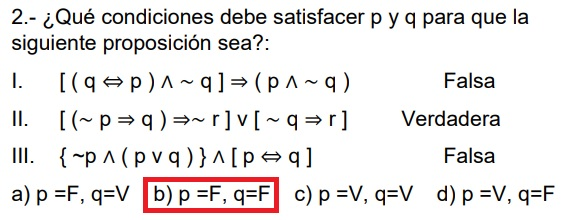 2.- ¿Qué condiciones debe satisfacer p y q para que la
siguiente proposición sea?:
I. [ ( q ⇔ p ) ∧ ~ q ] ⇒ ( p ∧ ~ q ) Falsa
II. [ (~ p ⇒ q ) ⇒~ r ] v [ ~ q ⇒ r ] Verdadera
III. { ~p ∧ ( p v q ) } ∧ [ p ⇔ q ] Falsa
a) p =F, q=V b) p =F, q=F c) p =V, q=V d) p =V, q=F